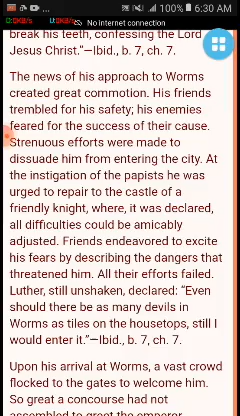 U:0KB/s
D:0KB/s
100%
6:30 AM
No internet connection
break his teeth, confessing the Lord
Jesus Christ."—Ibid., b. 7, ch. 7.
The news of his approach to Worms
created great commotion. His friends
trembled for his safety; his enemies
feared for the success of their cause.
Strenuous efforts were made to
dissuade him from entering the city. At
the instigation of the papists he was
urged to repair to the castle of a
friendly knight, where, it was declared,
all difficulties could be amicably
adjusted. Friends endeavored to excite
his fears by describing the dangers that
threatened him. All their efforts failed.
Luther, still unshaken, declared: “Even
should there be as many devils in
Worms as tiles on the housetops, still I
would enter it.”—Ibid., b. 7, ch. 7.
Upon his arrival at Worms, a vast crowd
flocked to the gates to welcome him.
So great a concourse had not
assembled to greet the emperor